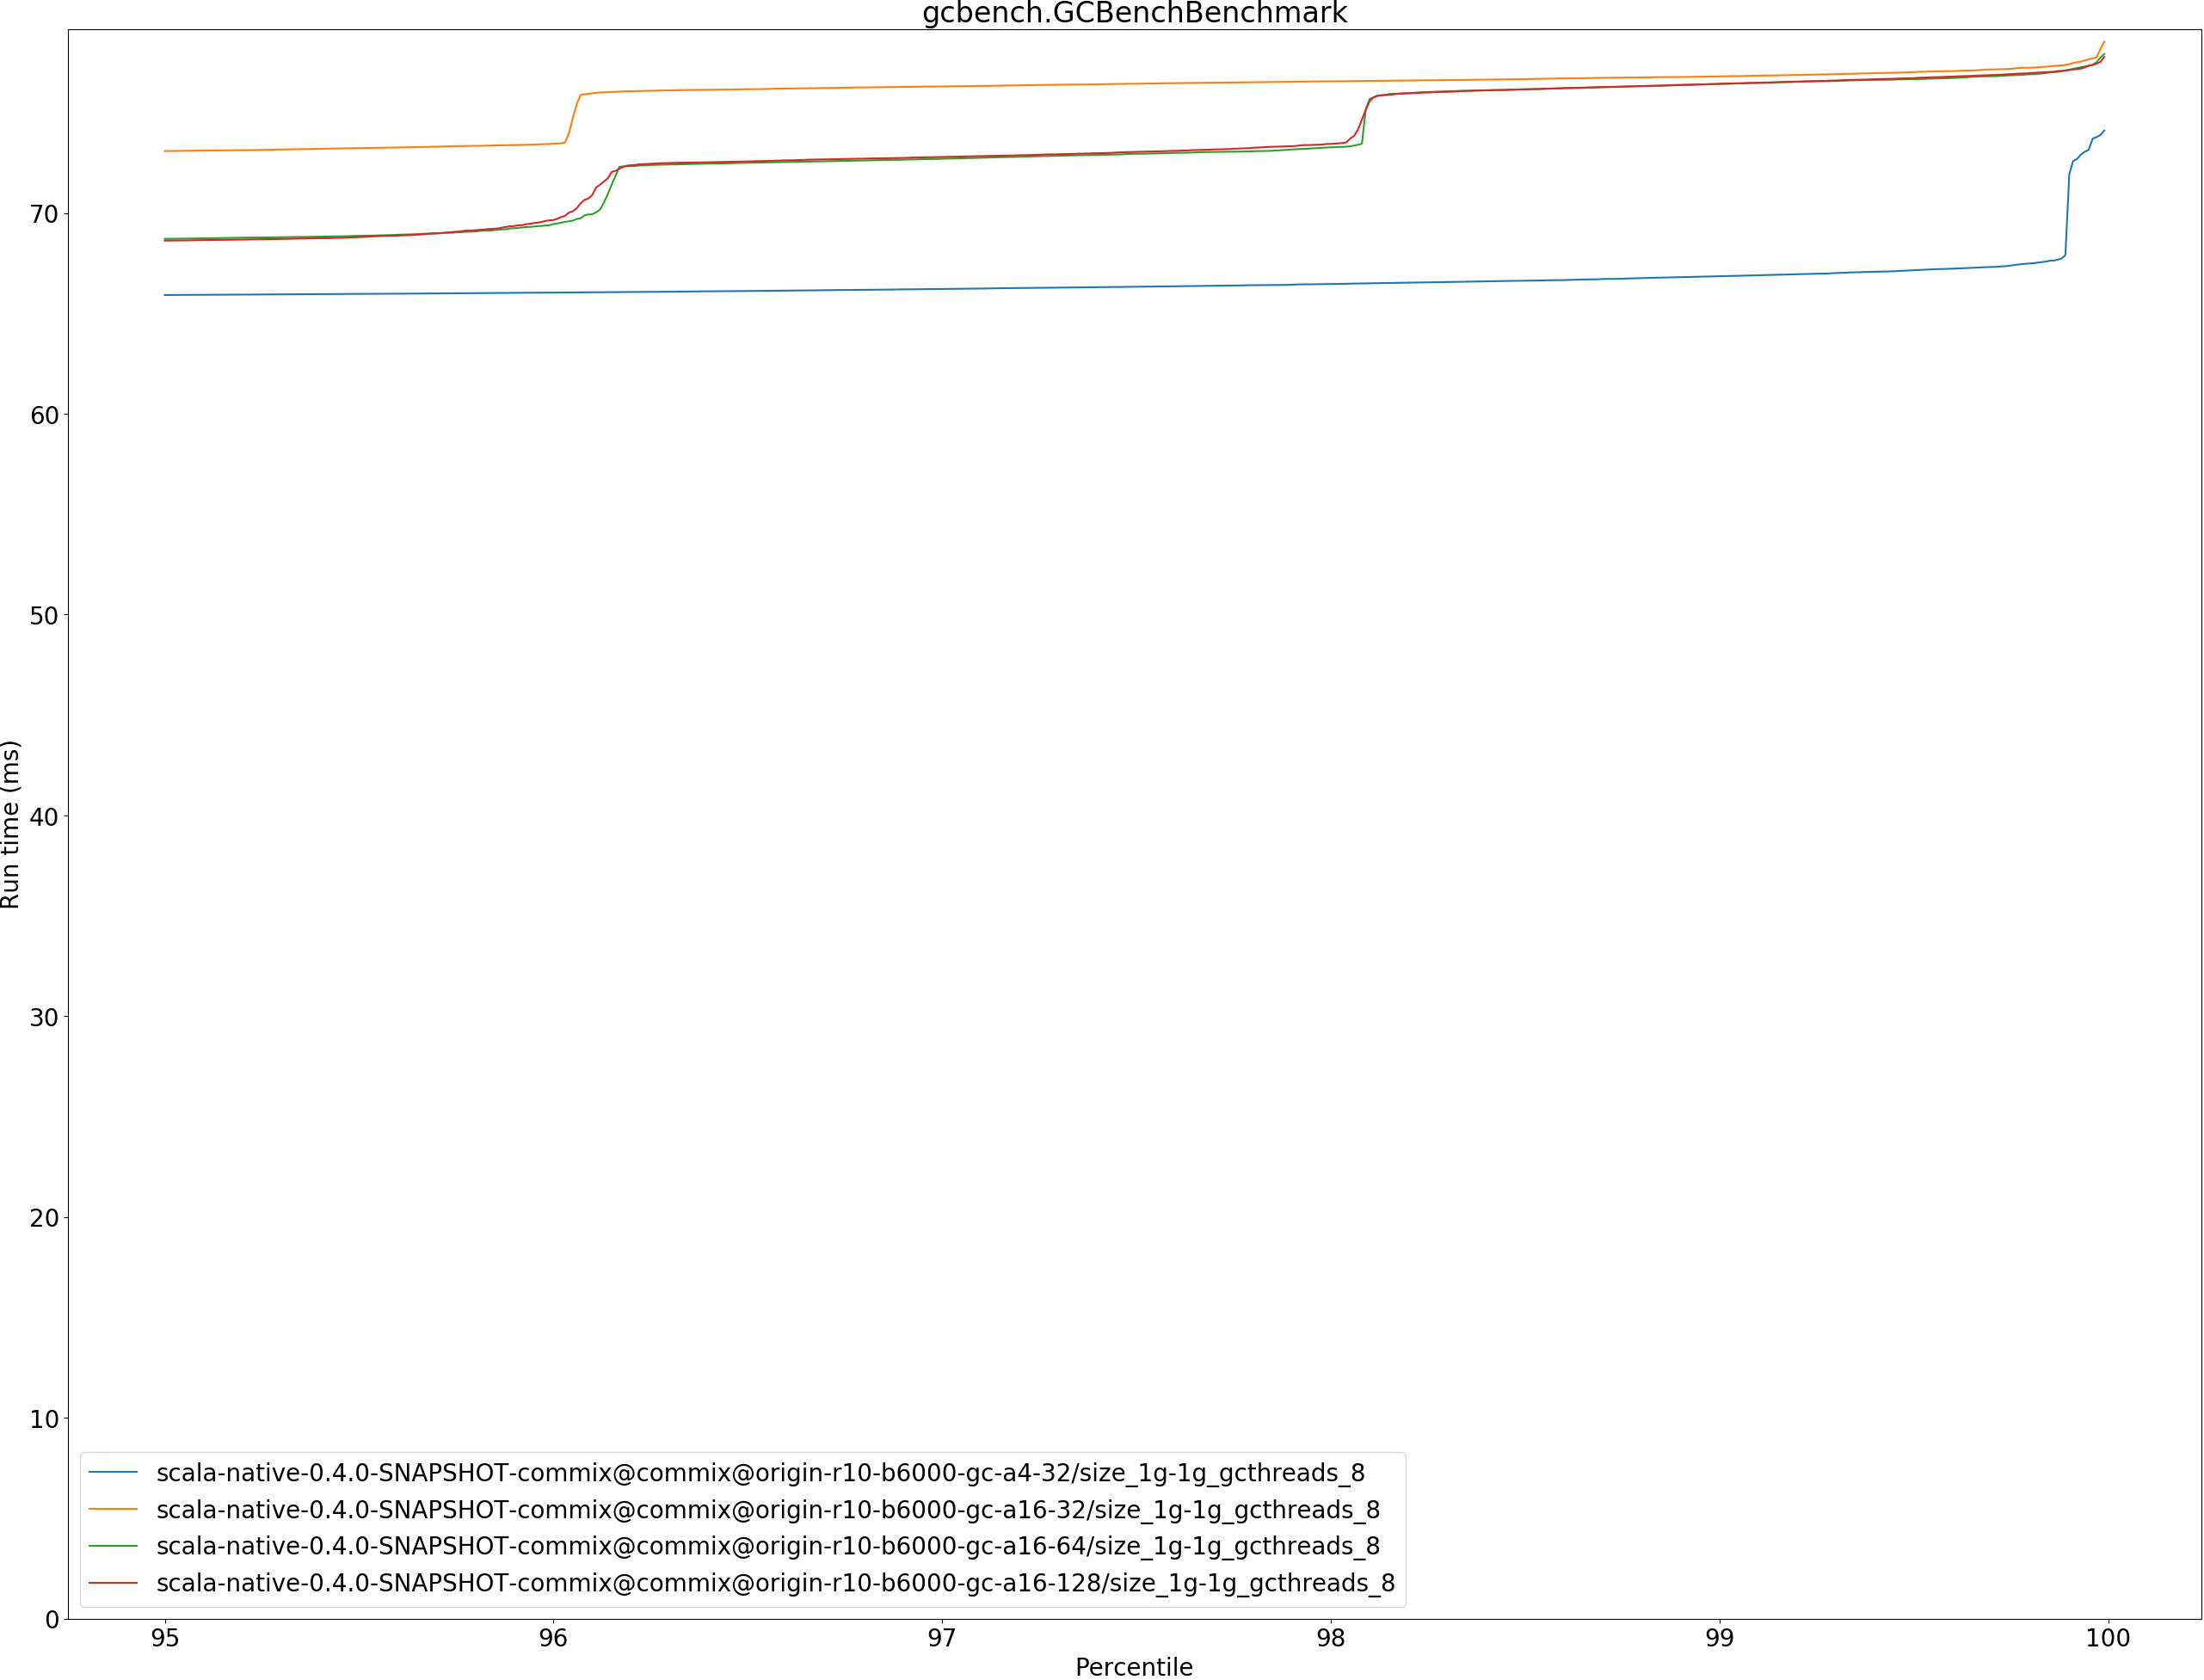 gcbench.GCBenchBenchmark
Run time (ms)
70
60
50
40
30
20
10
0
scala-native-0.4.0-SNAPSHOT-commix@commix@origin-r10-b6000-gc-a4-32/size_1g-1g_gcthreads_8
scala-native-0.4.0-SNAPSHOT-commix@commix@origin-r10-b6000-gc-a16-32/size_1g-1g_gcthreads_8
scala-native-0.4.0-SNAPSHOT-commix@commix@origin-r10-b6000-gc-a16-64/size_1g-1g_gcthreads_8
scala-native-0.4.0-SNAPSHOT-commix@commix@origin-r10-b6000-gc-a16-128/size_1g-1g_gcthreads_8
95 96 97 98 99 100
Percentile